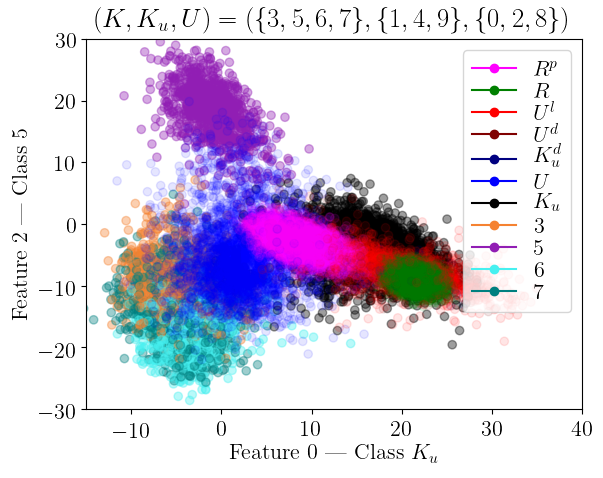 (K, K_u, U) = ({3, 5, 6, 7}, {1, 4, 9}, {0, 2, 8})
30
20
10
0
−10
−20
−30
Feature 2 — Class 5
R^p
R
U^l
U^d
K_u^d
U
K_u
3
5
6
7
−10
0
10
20
30
40
Feature 0 — Class K_u